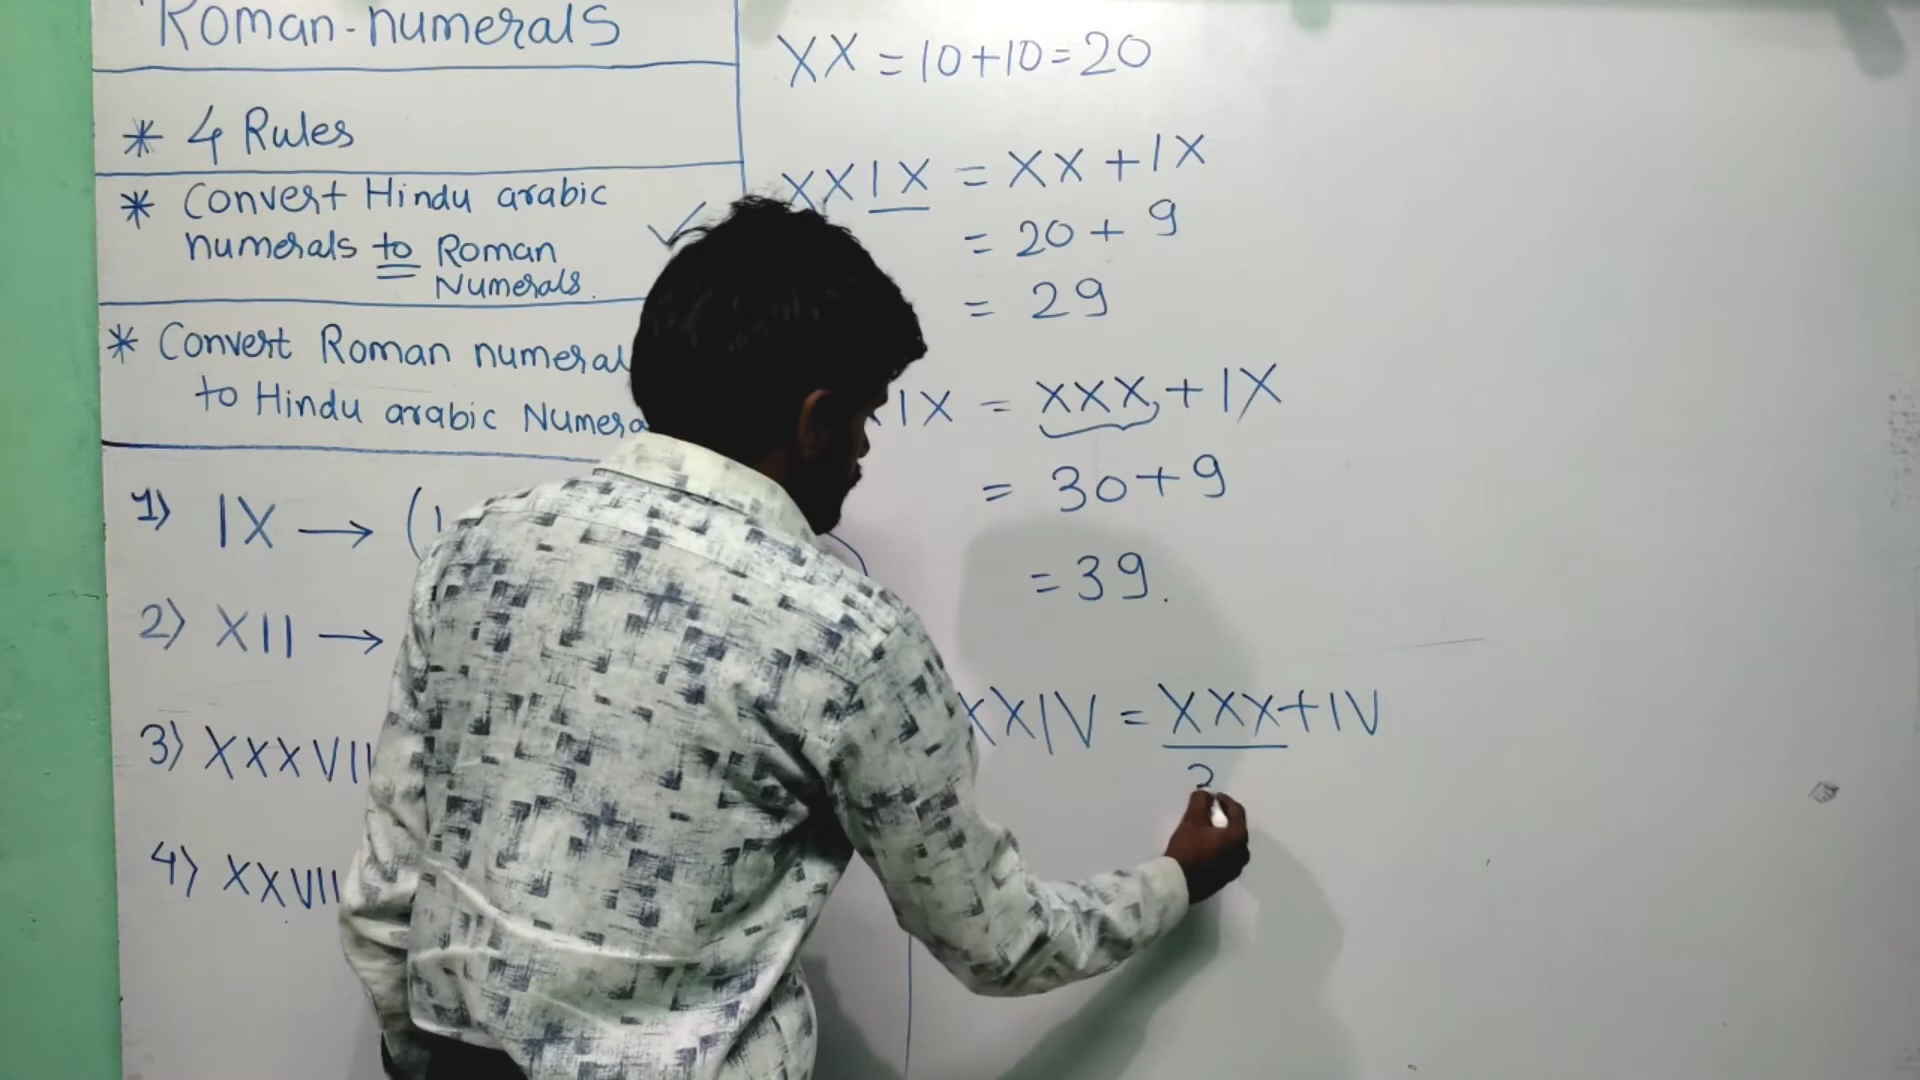 Roman-numerals
* 4 Rules
* Convert Hindu arabic
numerals to Roman
Numerals.
* Convert Roman numeral
to Hindu arabic
1) IX → (
2) XII →
3) XXXVII
4) XXVII
XX = 10+10=20
XXIX = XX + IX
= 20 + 9
= 29
IX = XXX + IX
= 30+9
= 39.
XXIV = XXX+IV